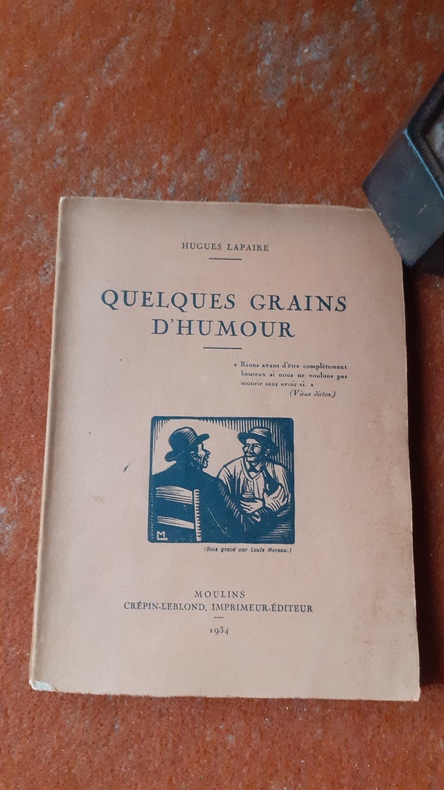 HUGUES LAPAIRE
QUELQUES GRAINS
D'HUMOUR
« Rions avant d'être complètement
heureux si nous ne voulons pas
mourir sans avoir ri. »
(Vieux dicton.)
LM
(Bois gravé par Louis Moreau.)
MOULINS
CRÉPIN-LEBLOND, IMPRIMEUR-ÉDITEUR
1934